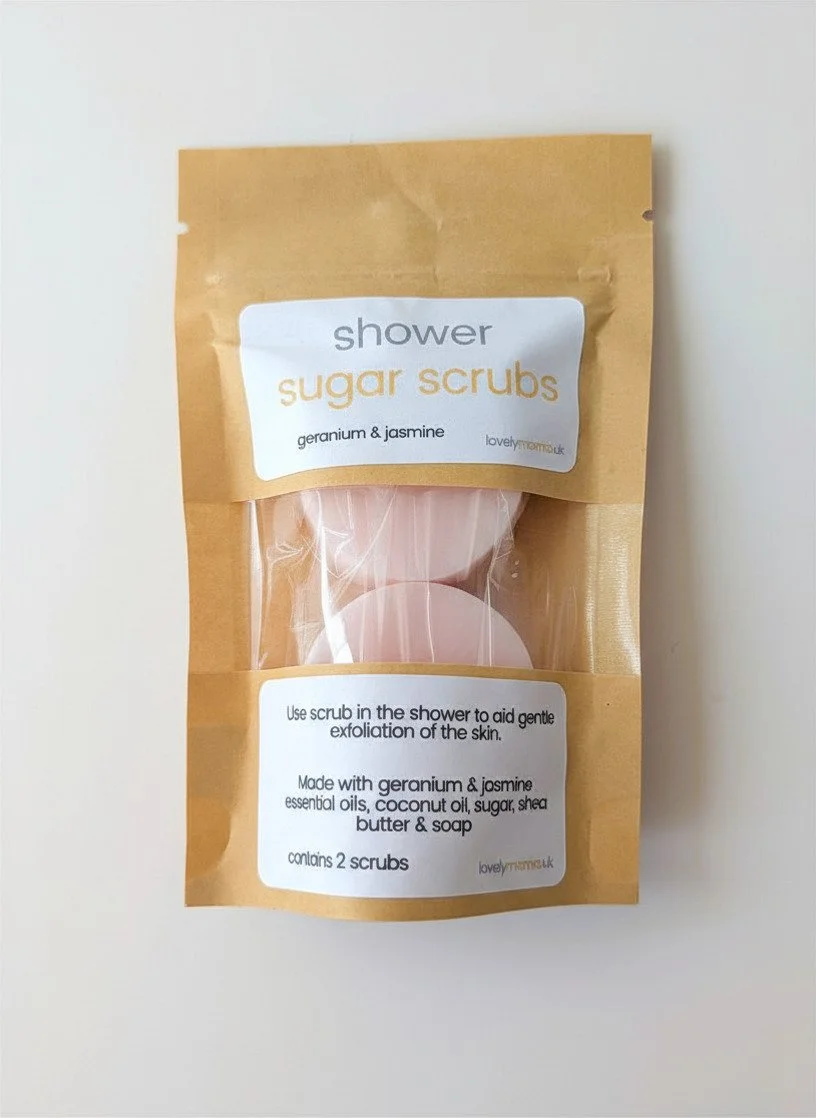 shower
sugar scrubs
geranium & jasmine
lovelymama.uk
Use scrub in the shower to aid gentle
exfoliation of the skin.
Made with geranium & jasmine
essential oils, coconut oil, sugar, shea
butter & soap
contains 2 scrubs
lovelymama.uk